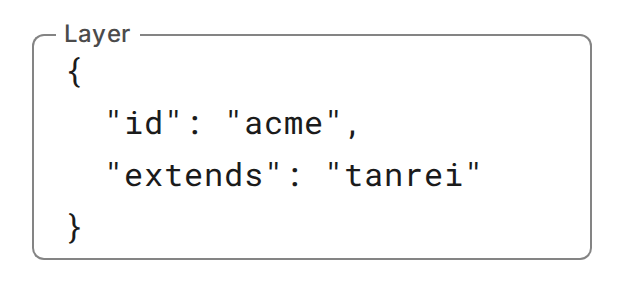 Layer
{
  "id": "acme",
  "extends": "tanrei"
}